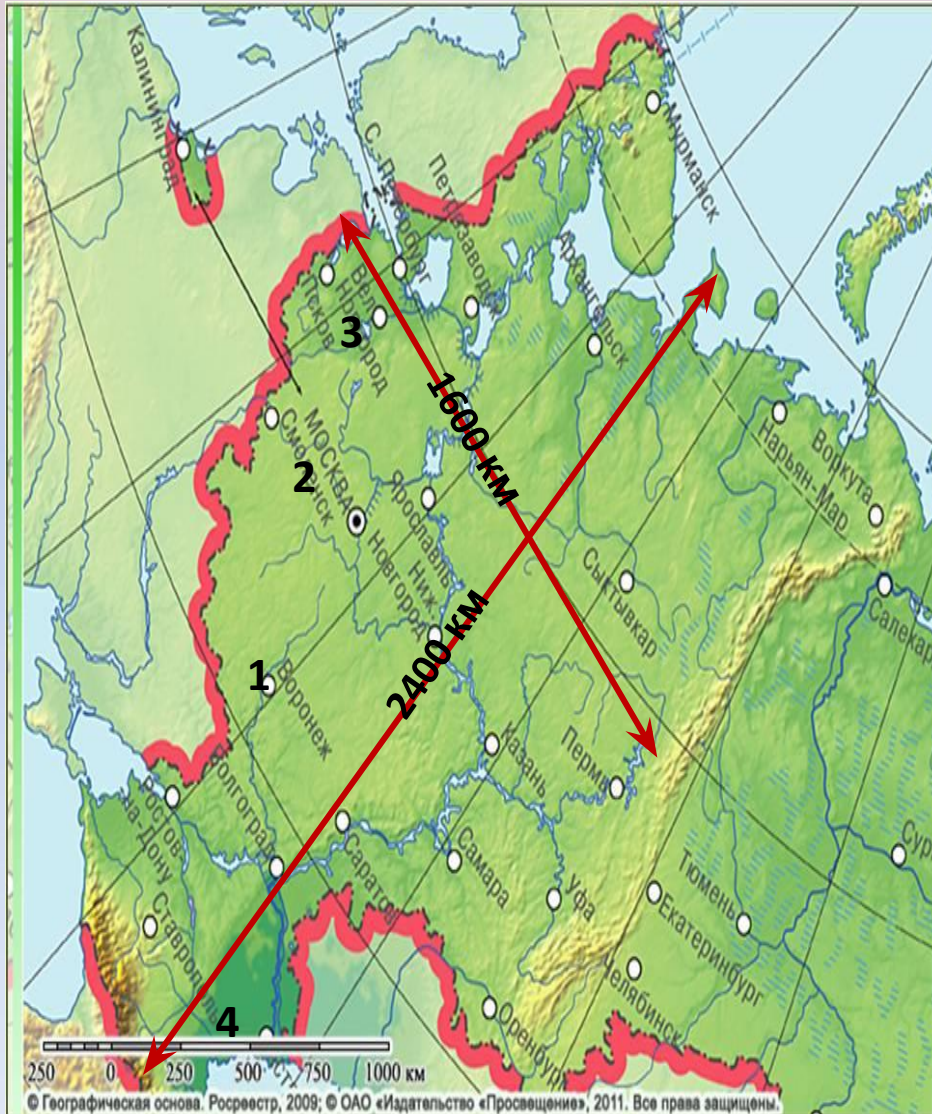 Калининград
Мурманск
С. Петербург
Петрозаводск
Архангельск
Псков
Вел. Новгород
3
1600 км
Смоленск
МОСКВА
2
Ярославль
Нарьян-Мар
Воркута
Ниж. Новгород
Сыктывкар
Салехар
2400 км
1
Воронеж
Казань
Пермь
Волгоград
Ростов-
на-Дону
Саратов
Самара
Уфа
Тюмень
Сур
Екатеринбург
Ставрополь
Челябинск
Оренбург
4
250 0 250 500 750 1000 км
© Географическая основа. Росреестр, 2009; © ОАО «Издательство «Просвещение», 2011. Все права защищены.